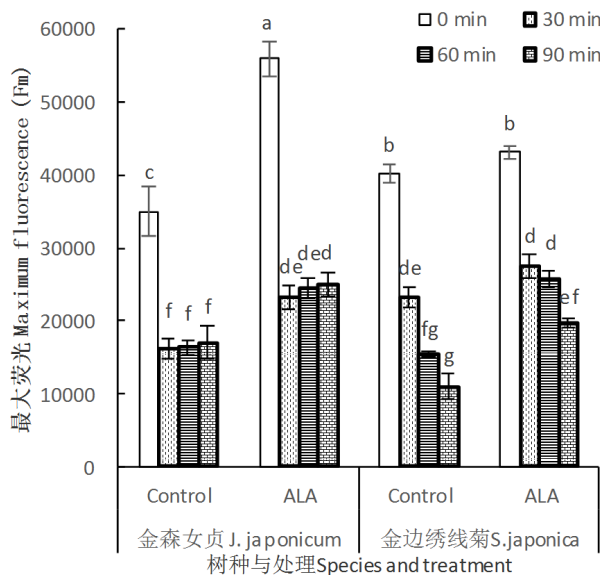 0 min 30 min
60 min 90 min
最大荧光 Maximum fluorescence (Fm)
60000
50000
40000
30000
20000
10000
0
c f f f
a de de d
b de fg g
b d d ef
Control ALA Control ALA
金森女贞 J. japonicum 金边绣线菊S.japonica
树种与处理Species and treatment